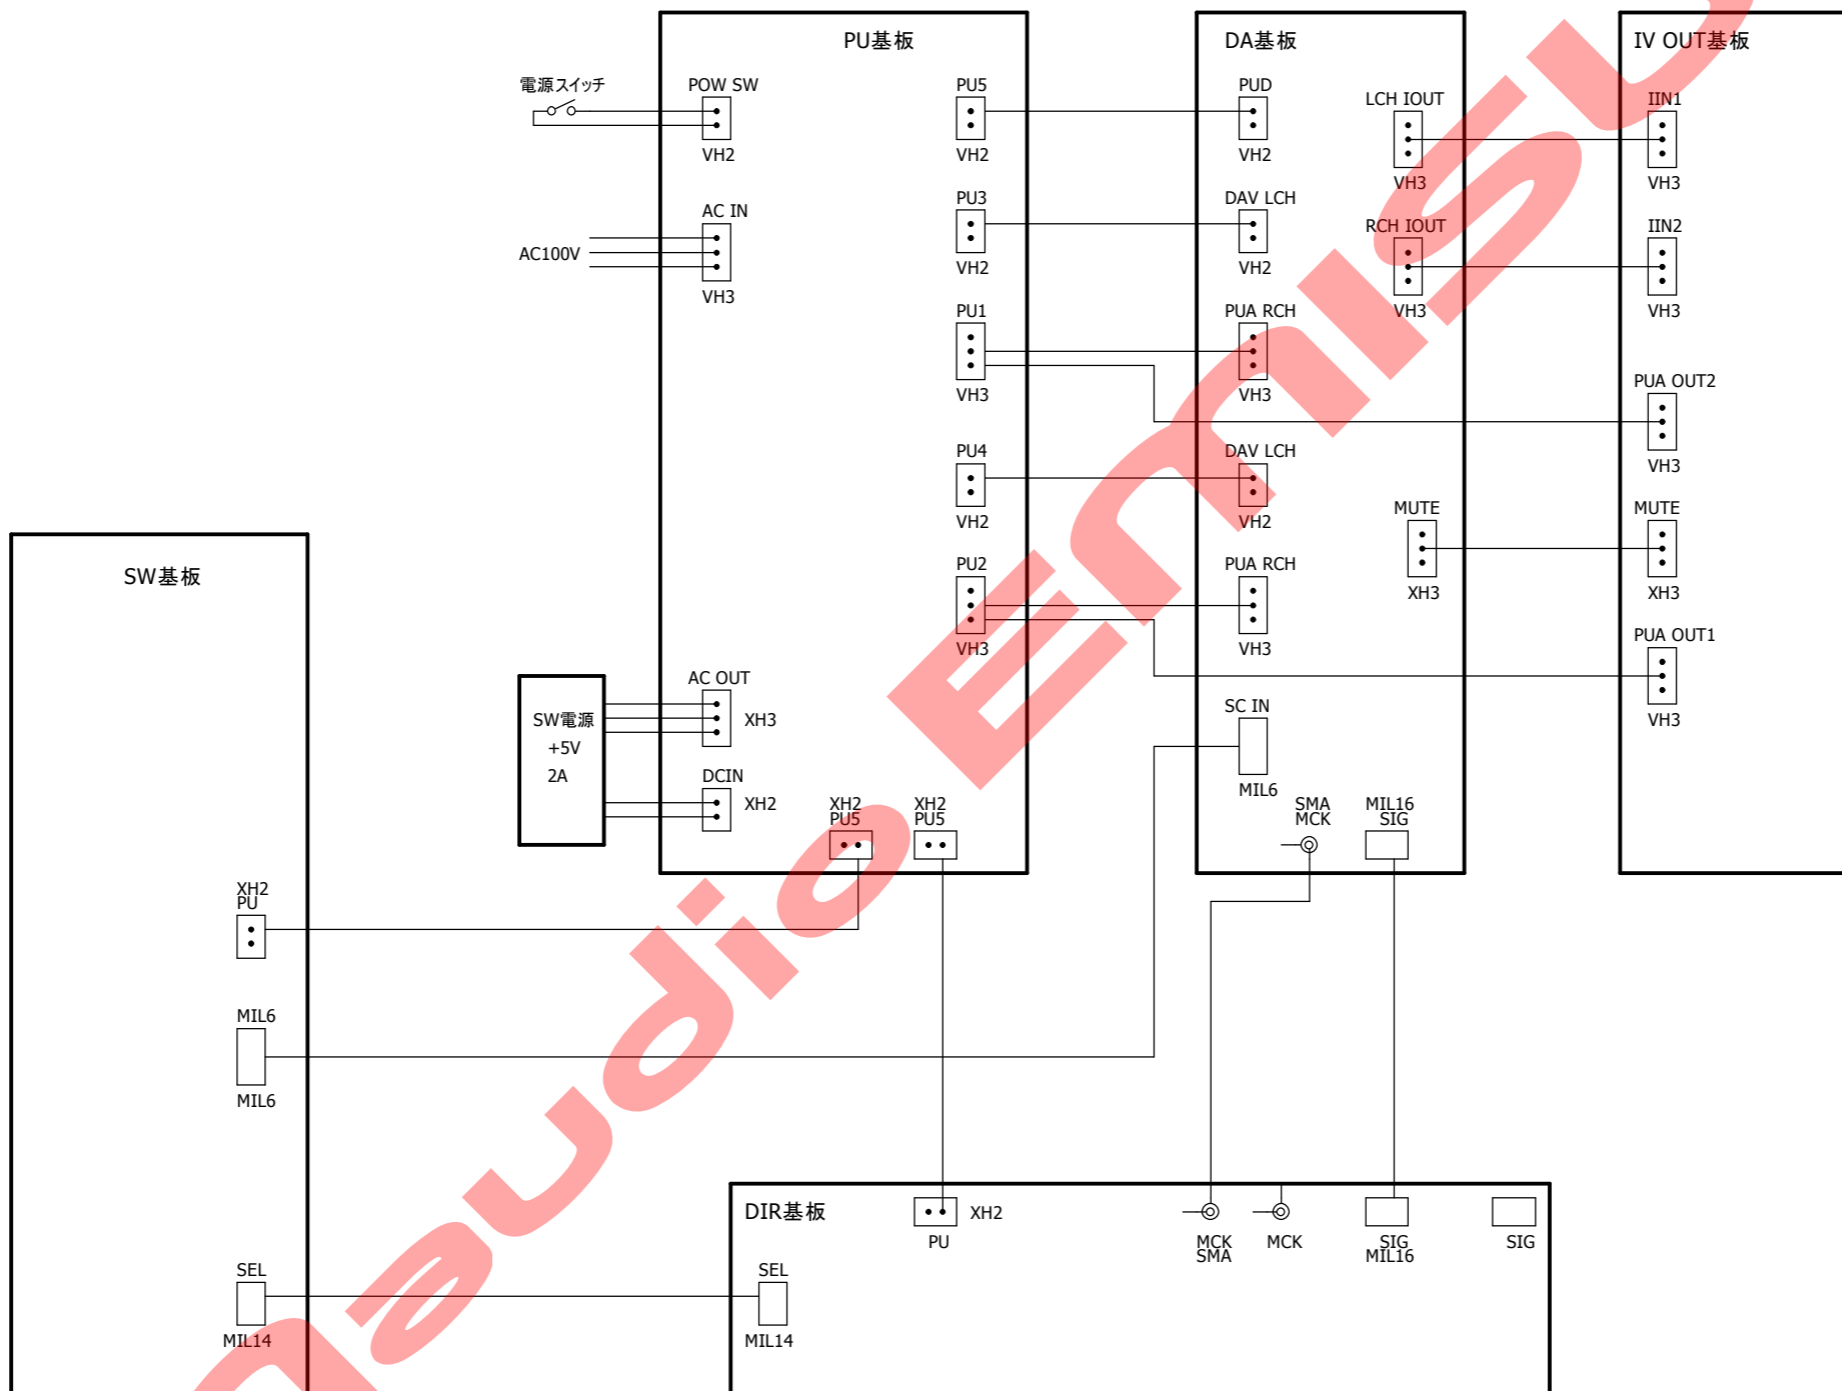 PU基板
電源スイッチ
POW SW
VH2
AC IN
AC100V
VH3
PU5
VH2
PU3
VH2
PU1
VH3
PU4
VH2
PU2
VH3
AC OUT
XH3
SW電源
+5V
2A
DCIN
XH2
XH2
PU5
XH2
PU5
DA基板
PUD
VH2
LCH IOUT
VH3
DAV LCH
VH2
RCH IOUT
VH3
PUA RCH
VH3
DAV LCH
VH2
MUTE
XH3
PUA RCH
VH3
SC IN
MIL6
SMA
MCK
MIL16
SIG
IV OUT基板
IIN1
VH3
IIN2
VH3
PUA OUT2
VH3
MUTE
XH3
PUA OUT1
VH3
SW基板
XH2
PU
MIL6
MIL6
SEL
MIL14
DIR基板
XH2
PU
MCK
SMA
MCK
SIG
MIL16
SIG
SEL
MIL14